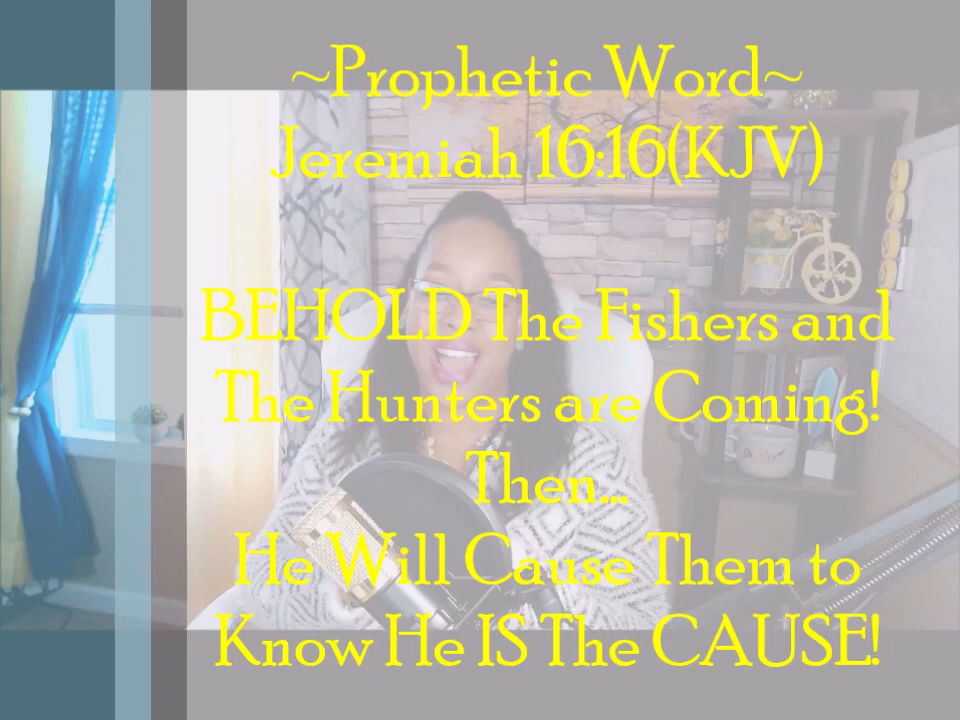 ~Prophetic Word~
Jeremiah 16:16(KJV)
BEHOLD The Fishers and
The Hunters are Coming!
Then...
He Will Cause Them to
Know He IS The CAUSE!